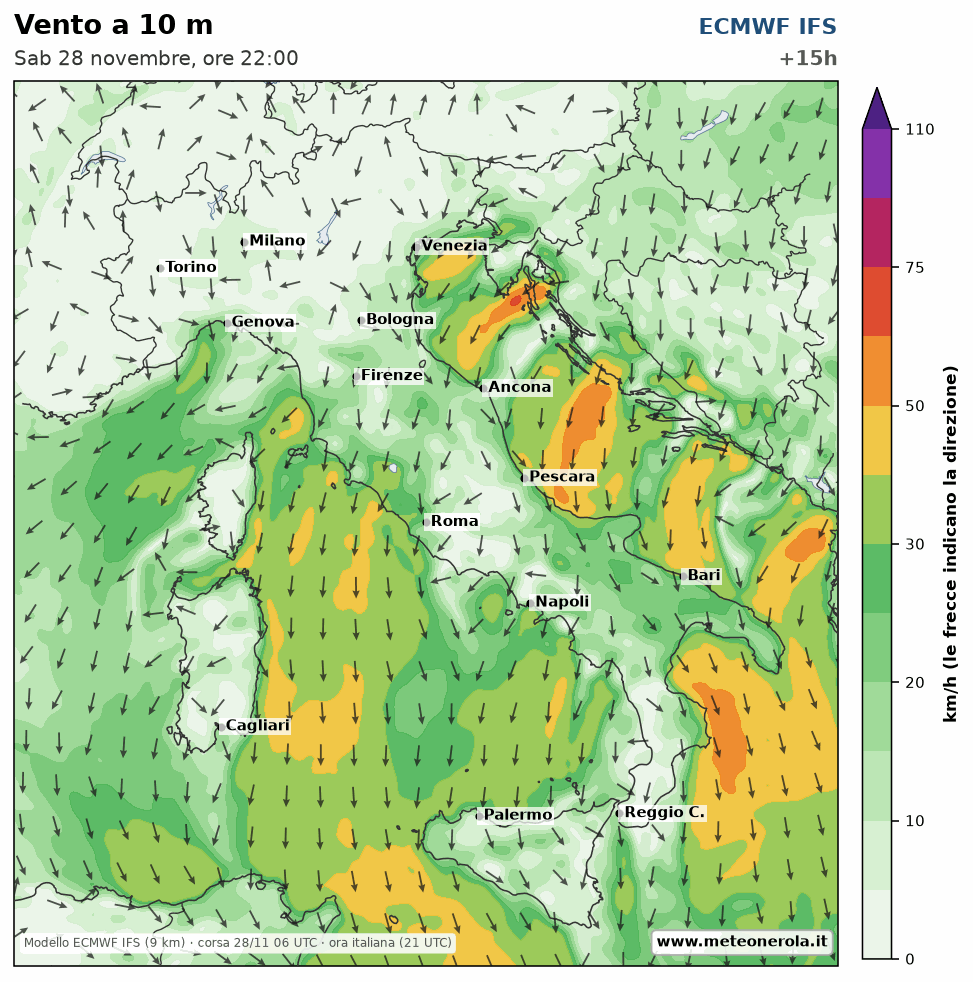 Vento a 10 m
ECMWF IFS
Sab 28 novembre, ore 22:00
+15h
110
75
50
30
20
10
0
km/h (le frecce indicano la direzione)
Venezia
Milano
Torino
Genova
Bologna
Firenze
Ancona
Pescara
Roma
Bari
Napoli
Cagliari
Palermo
Reggio C.
Modello ECMWF IFS (9 km) · corsa 28/11 06 UTC · ora italiana (21 UTC)
www.meteonerola.it